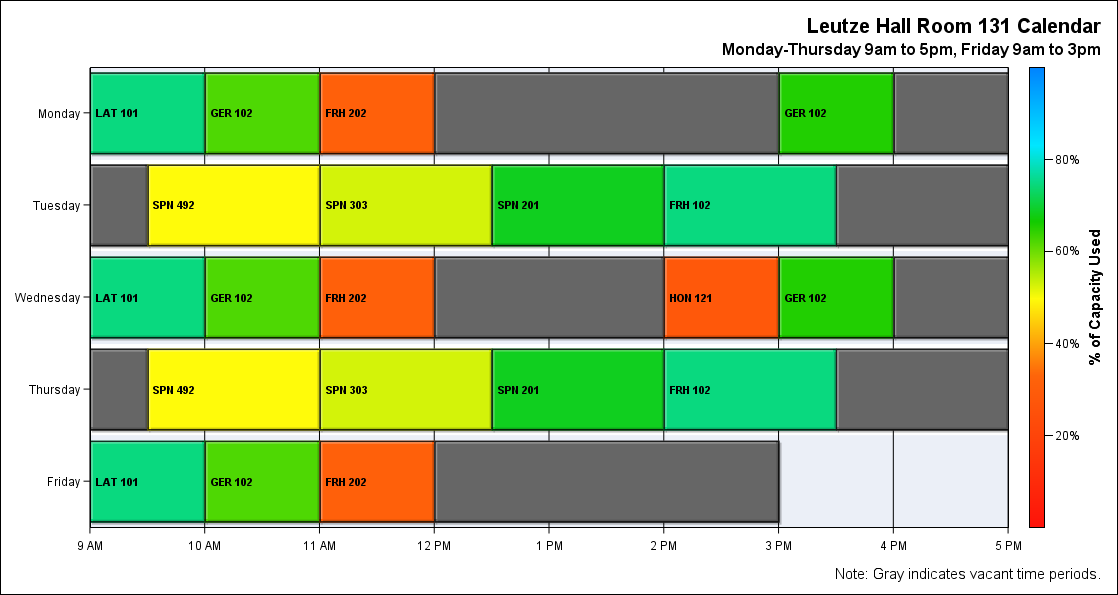 Leutze Hall Room 131 Calendar
Monday-Thursday 9am to 5pm, Friday 9am to 3pm
Monday
LAT 101
GER 102
FRH 202
GER 102
Tuesday
SPN 492
SPN 303
SPN 201
FRH 102
Wednesday
LAT 101
GER 102
FRH 202
HON 121
GER 102
Thursday
SPN 492
SPN 303
SPN 201
FRH 102
Friday
LAT 101
GER 102
FRH 202
9 AM
10 AM
11 AM
12 PM
1 PM
2 PM
3 PM
4 PM
5 PM
80%
60%
40%
20%
% of Capacity Used
Note: Gray indicates vacant time periods.